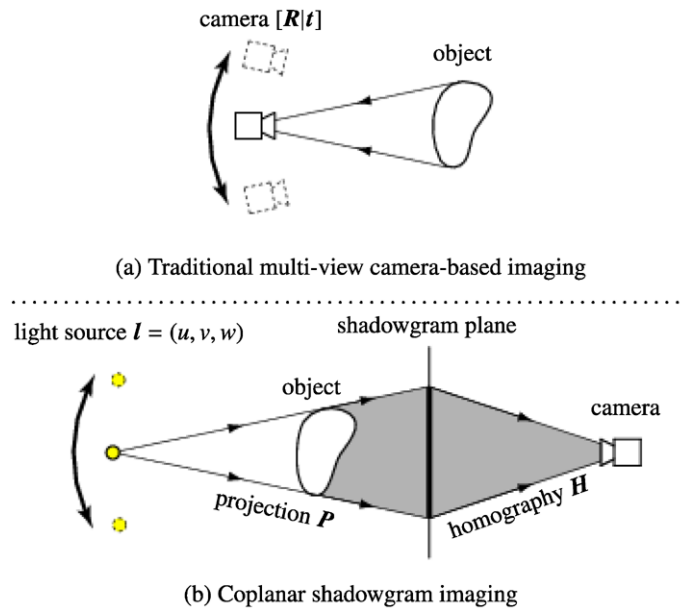 camera [R|t]
object
(a) Traditional multi-view camera-based imaging
light source l = (u, v, w)
shadowgram plane
object
camera
projection P
homography H
(b) Coplanar shadowgram imaging